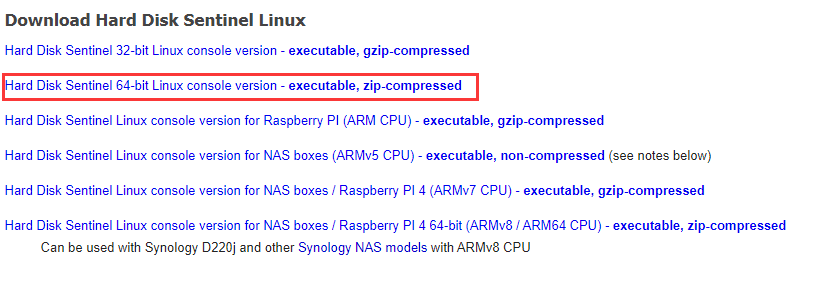 Download Hard Disk Sentinel Linux
Hard Disk Sentinel 32-bit Linux console version - executable, gzip-compressed
Hard Disk Sentinel 64-bit Linux console version - executable, zip-compressed
Hard Disk Sentinel Linux console version for Raspberry PI (ARM CPU) - executable, gzip-compressed
Hard Disk Sentinel Linux console version for NAS boxes (ARMv5 CPU) - executable, non-compressed (see notes below)
Hard Disk Sentinel Linux console version for NAS boxes / Raspberry PI 4 (ARMv7 CPU) - executable, gzip-compressed
Hard Disk Sentinel Linux console version for NAS boxes / Raspberry PI 4 64-bit (ARMv8 / ARM64 CPU) - executable, zip-compressed
Can be used with Synology D220j and other Synology NAS models with ARMv8 CPU